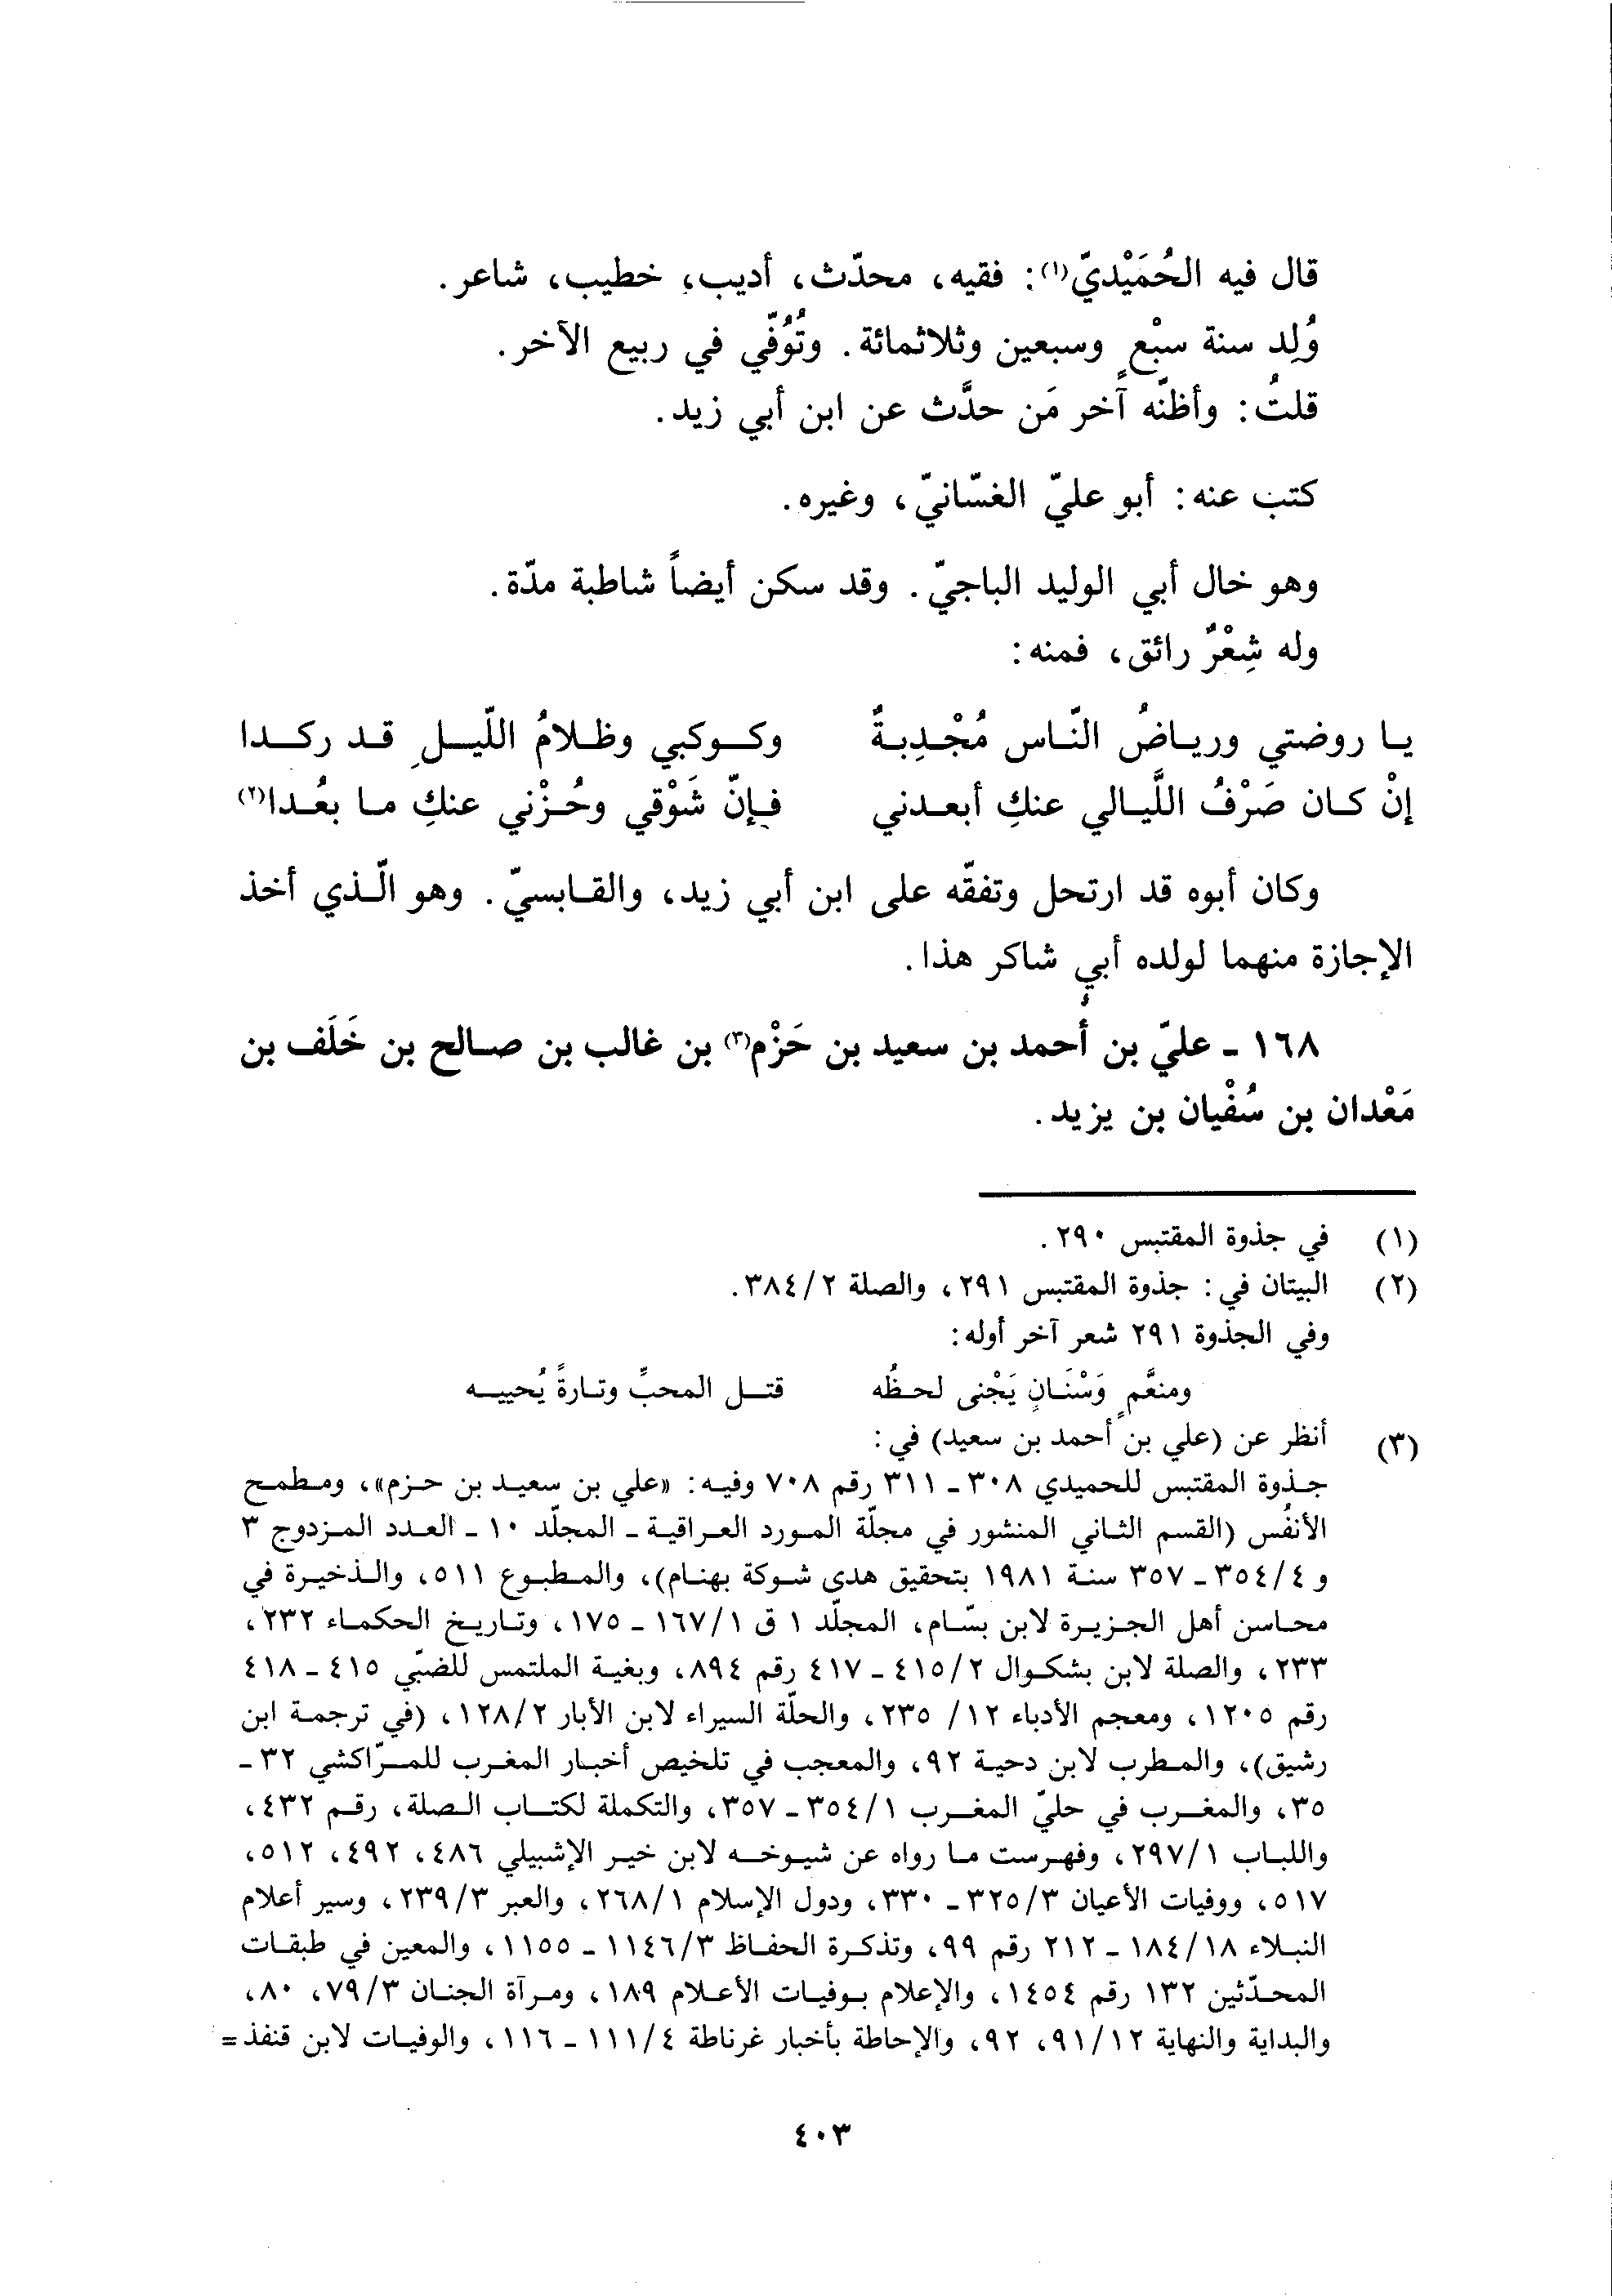 قال فيه الحُمَيْديّ(١): فقيه، محدّث، أديب، خطيب، شاعر.
وُلِد سنة سبْعٍ وسبعين وثلاثمائة. وتُوُفّي في ربيع الآخر.
قلتُ: وأظنّه آخر مَن حدَّث عن ابن أبي زيد.
كتب عنه: أبو عليّ الغسّانيّ، وغيره.
وهو خال أبي الوليد الباجيّ. وقد سكن أيضاً شاطبة مدّة.
وله شِعْرٌ رائق، فمنه:
يا روضتي ورياضُ النّاس مُجْدِبةٌ وكوكبي وظلامُ اللّيلِ قد ركدا
إنْ كان صَرْفُ اللَّيالي عنكِ أبعدني فإنّ شَوْقي وحُزْني عنكِ ما بعُدا(٢)
وكان أبوه قد ارتحل وتفقّه على ابن أبي زيد، والقابسيّ. وهو الّذي أخذ
الإجازة منهما لولده أبي شاكر هذا.
١٦٨ ـ عليّ بن أحمد بن سعيد بن حَزْم(٣) بن غالب بن صالح بن خَلَف بن
مَعْدان بن سُفْيان بن يزيد.
(١) في جذوة المقتبس ٢٩٠.
(٢) البيتان في: جذوة المقتبس ٢٩١، والصلة ٣٨٤/٢.
وفي الجذوة ٢٩١ شعر آخر أوله:
ومنعَّمٍ وَسْنَانٍ يَجْنى لحظُه قتل المحبِّ وتارةً يُحييه
(٣) أنظر عن (علي بن أحمد بن سعيد) في:
جذوة المقتبس للحميدي ٣٠٨ ـ ٣١١ رقم ٧٠٨ وفيه: «علي بن سعيد بن حزم»، ومطمح
الأنفُس (القسم الثاني المنشور في مجلّة المورد العراقية ـ المجلّد ١٠ ـ العدد المزدوج ٣
و ٣٥٤/٤ ـ ٣٥٧ سنة ١٩٨١ بتحقيق هدى شوكة بهنام)، والمطبوع ٥١١، والذخيرة في
محاسن أهل الجزيرة لابن بسّام، المجلّد ١ ق ١٦٧/١ ـ ١٧٥، وتاريخ الحكماء ٢٣٢،
٢٣٣، والصلة لابن بشكوال ٤١٥/٢ ـ ٤١٧ رقم ٨٩٤، وبغية الملتمس للضبّي ٤١٥ ـ ٤١٨
رقم ١٢٠٥، ومعجم الأدباء ١٢/ ٢٣٥، والحلّة السيراء لابن الأبار ١٢٨/٢، (في ترجمة ابن
رشيق)، والمطرب لابن دحية ٩٢، والمعجب في تلخيص أخبار المغرب للمرّاكشي ٣٢ ـ
٣٥، والمغرب في حليّ المغرب ٣٥٤/١ ـ ٣٥٧، والتكملة لكتاب الصلة، رقم ٤٣٢،
واللباب ٢٩٧/١، وفهرست ما رواه عن شيوخه لابن خير الإشبيلي ٤٨٦، ٤٩٢، ٥١٢،
٥١٧، ووفيات الأعيان ٣٢٥/٣ ـ ٣٣٠، ودول الإسلام ٢٦٨/١، والعبر ٢٣٩/٣، وسير أعلام
النبلاء ١٨٤/١٨ ـ ٢١٢ رقم ٩٩، وتذكرة الحفاظ ١١٤٦/٣ ـ ١١٥٥، والمعين في طبقات
المحدّثين ١٣٢ رقم ١٤٥٤، والإعلام بوفيات الأعلام ١٨٩، ومرآة الجنان ٧٩/٣، ٨٠،
والبداية والنهاية ٩١/١٢، ٩٢، والإحاطة بأخبار غرناطة ١١١/٤ ـ ١١٦، والوفيات لابن قنفذ =
٤٠٣